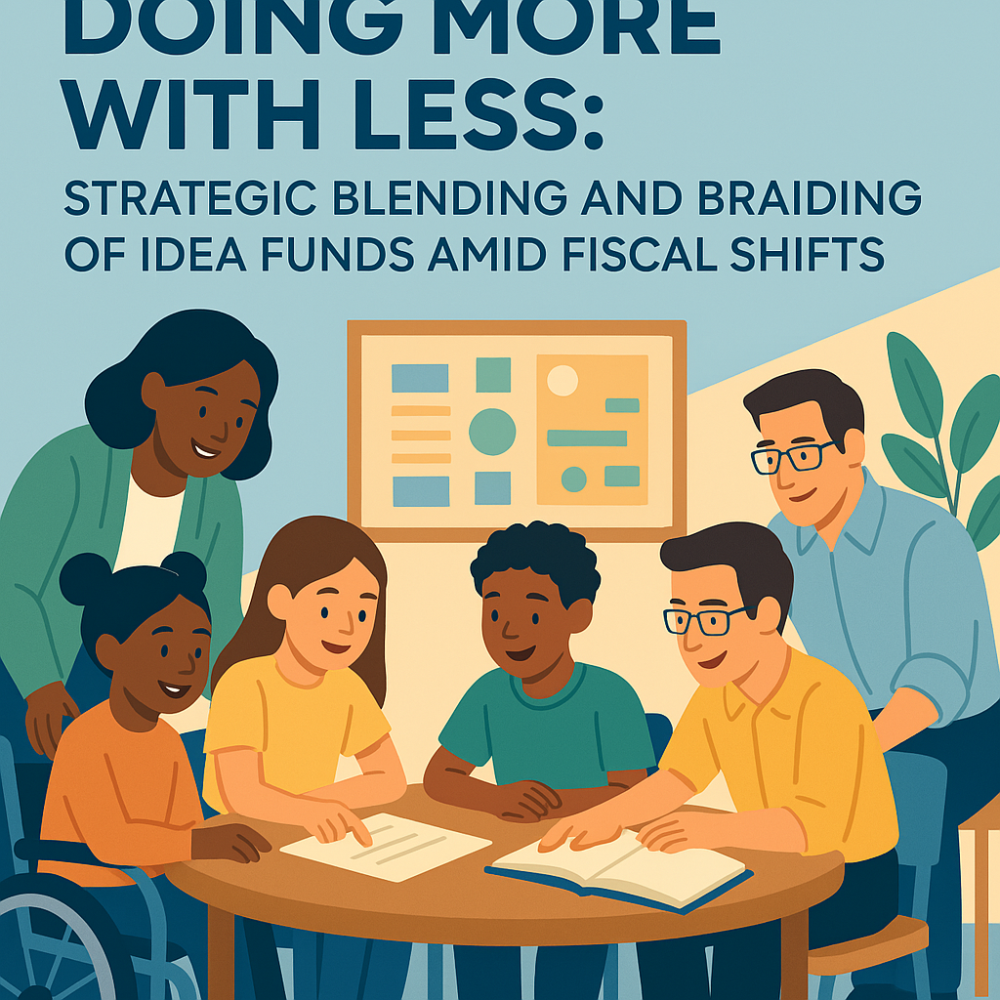 DOING MORE
WITH LESS:
STRATEGIC BLENDING AND BRAIDING
OF IDEA FUNDS AMID FISCAL SHIFTS